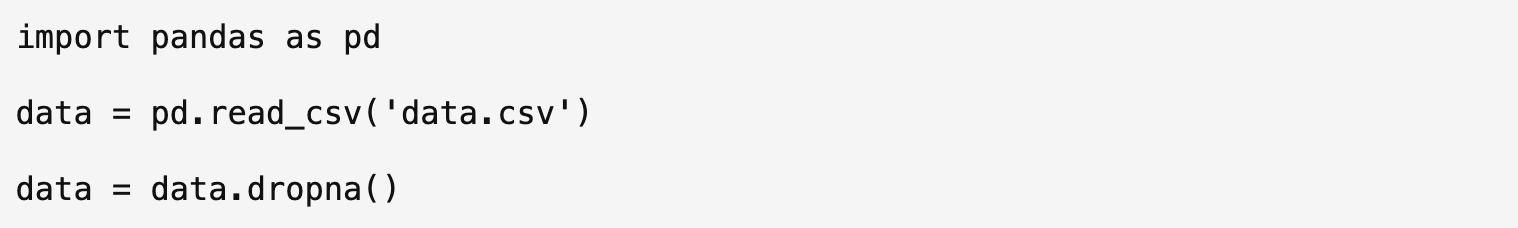 import pandas as pd
data = pd.read_csv('data.csv')
data = data.dropna()